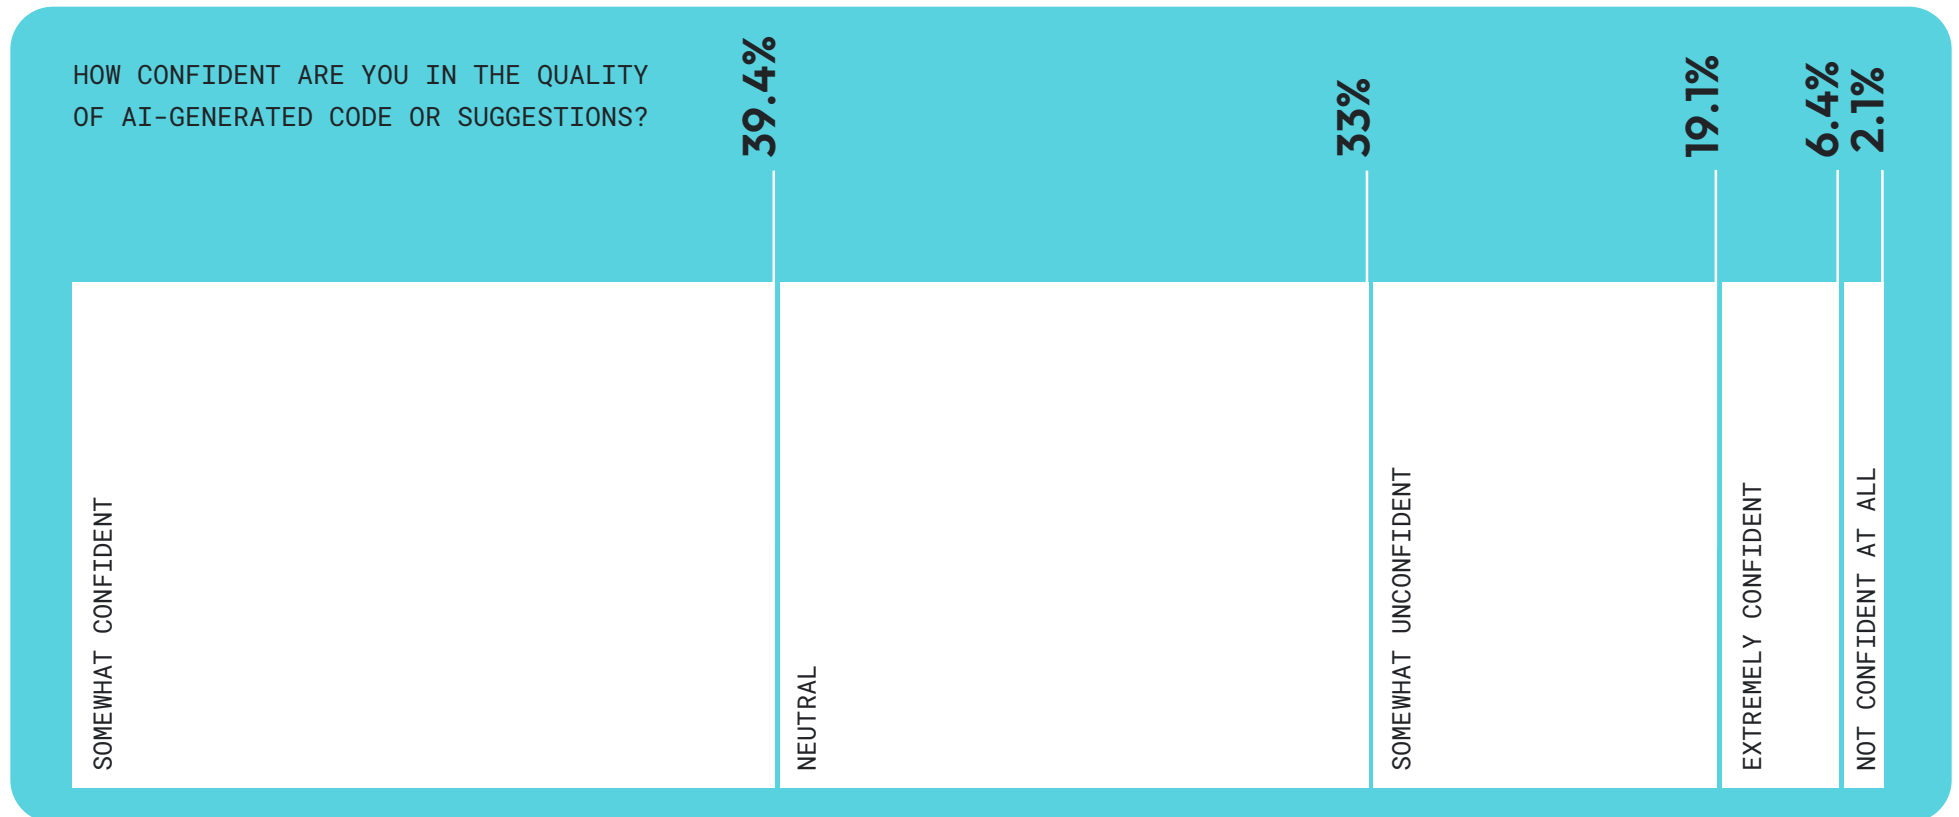 HOW CONFIDENT ARE YOU IN THE QUALITY
OF AI-GENERATED CODE OR SUGGESTIONS?
39.4%
33%
19.1%
6.4%
2.1%
SOMEWHAT CONFIDENT
NEUTRAL
SOMEWHAT UNCONFIDENT
EXTREMELY CONFIDENT
NOT CONFIDENT AT ALL